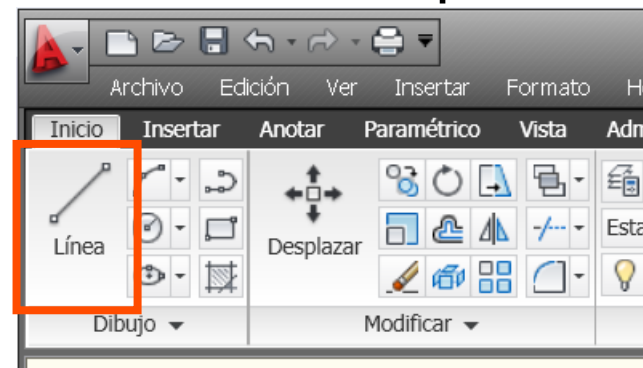 Archivo Edición Ver Insertar Formato
Inicio Insertar Anotar Paramétrico Vista
Línea Desplazar
Dibujo Modificar